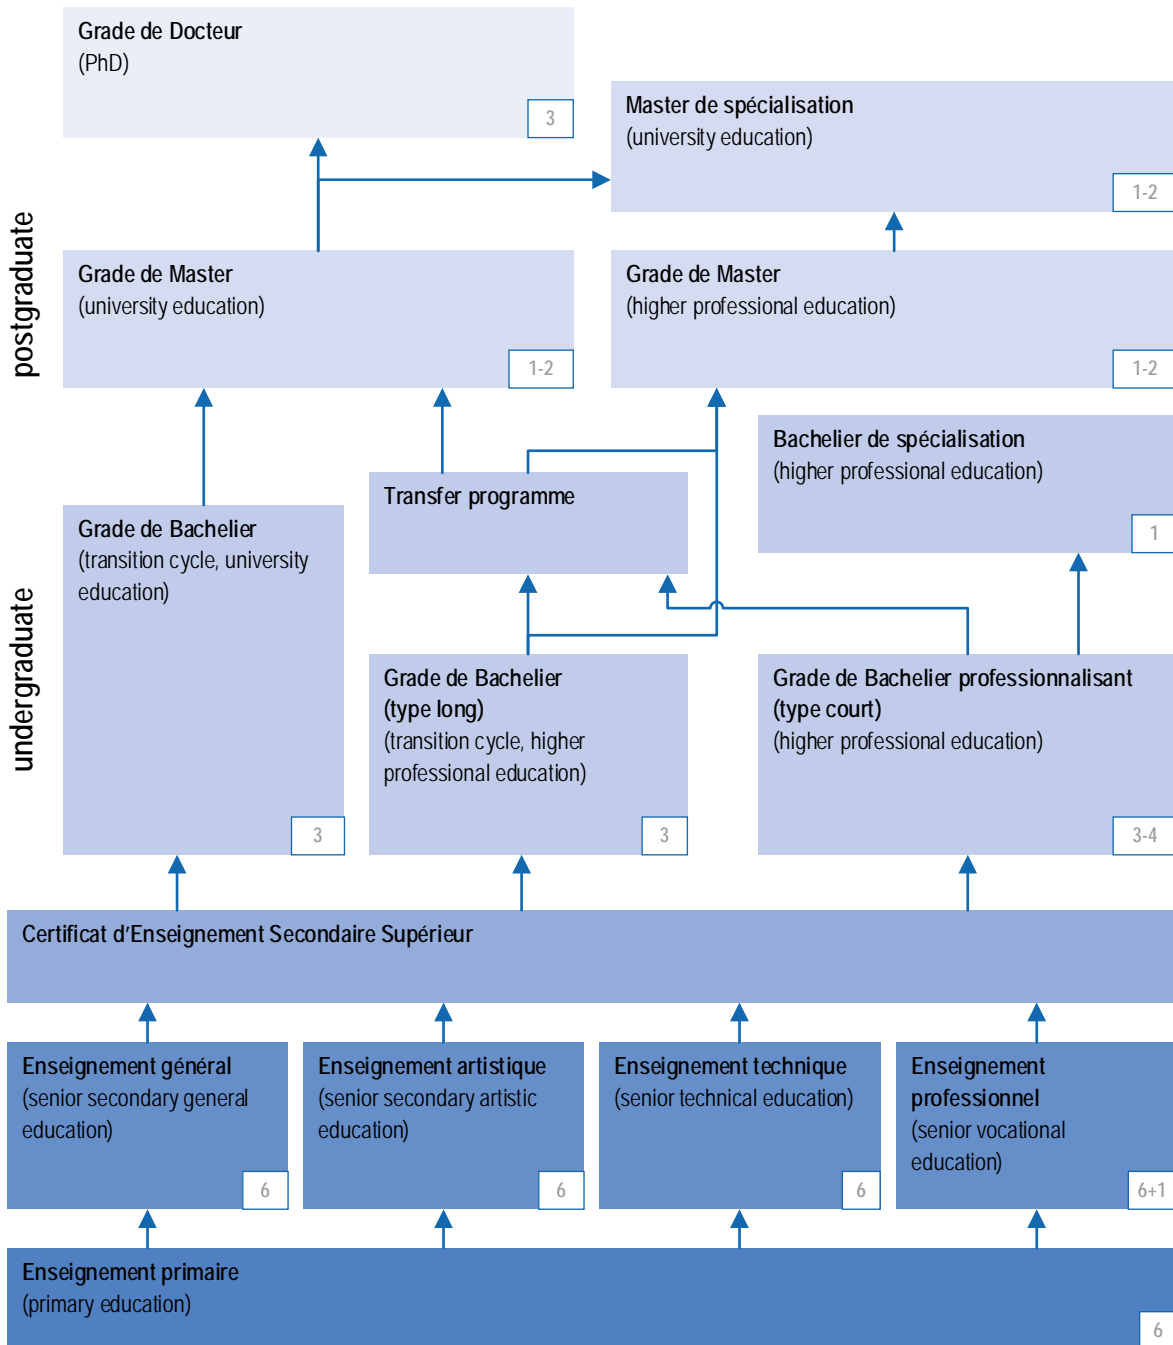 Grade de Docteur
(PhD)
3
Master de spécialisation
(university education)
1-2
postgraduate
Grade de Master
(university education)
1-2
Grade de Master
(higher professional education)
1-2
Bachelier de spécialisation
(higher professional education)
1
Transfer programme
undergraduate
Grade de Bachelier
(transition cycle, university
education)
3
Grade de Bachelier
(type long)
(transition cycle, higher
professional education)
3
Grade de Bachelier professionnalisant
(type court)
(higher professional education)
3-4
Certificat d'Enseignement Secondaire Supérieur
Enseignement général
(senior secondary general
education)
6
Enseignement artistique
(senior secondary artistic
education)
6
Enseignement technique
(senior technical education)
6
Enseignement
professionnel
(senior vocational
education)
6+1
Enseignement primaire
(primary education)
6